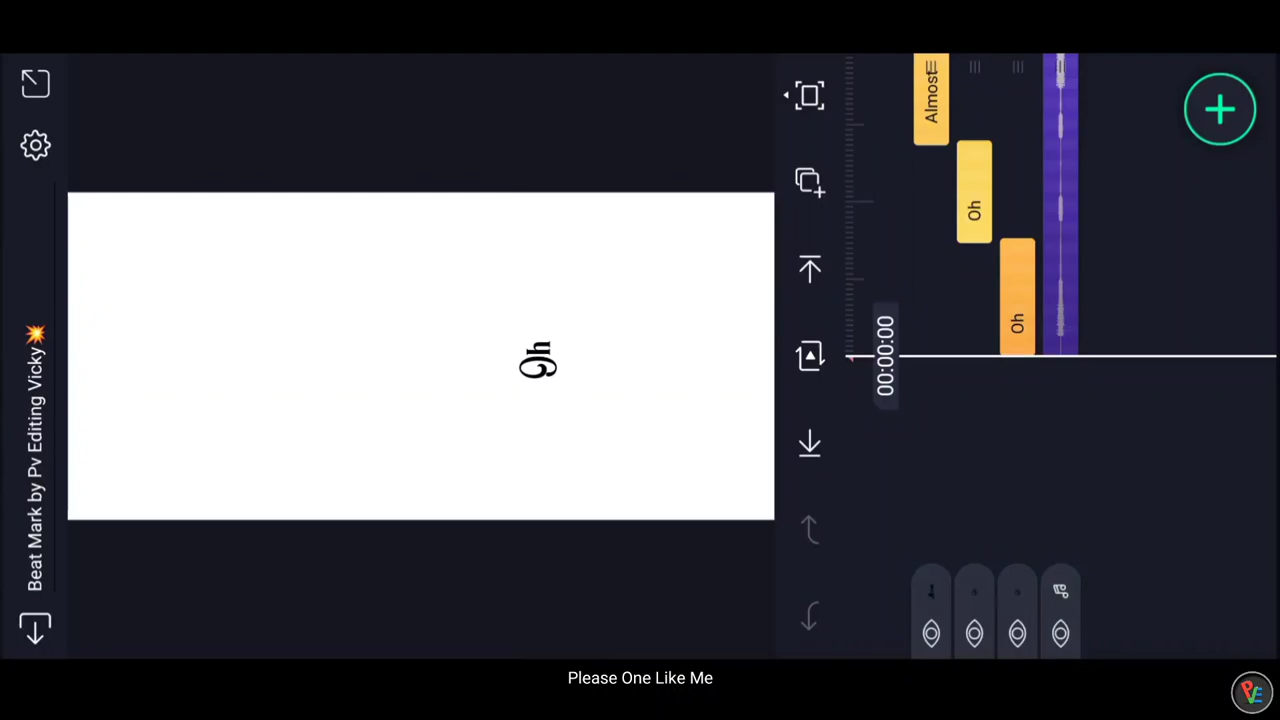 Beat Mark by Pv Editing Vicky💥
Oh
Almost
Oh
Oh
00:00:00
Please One Like Me